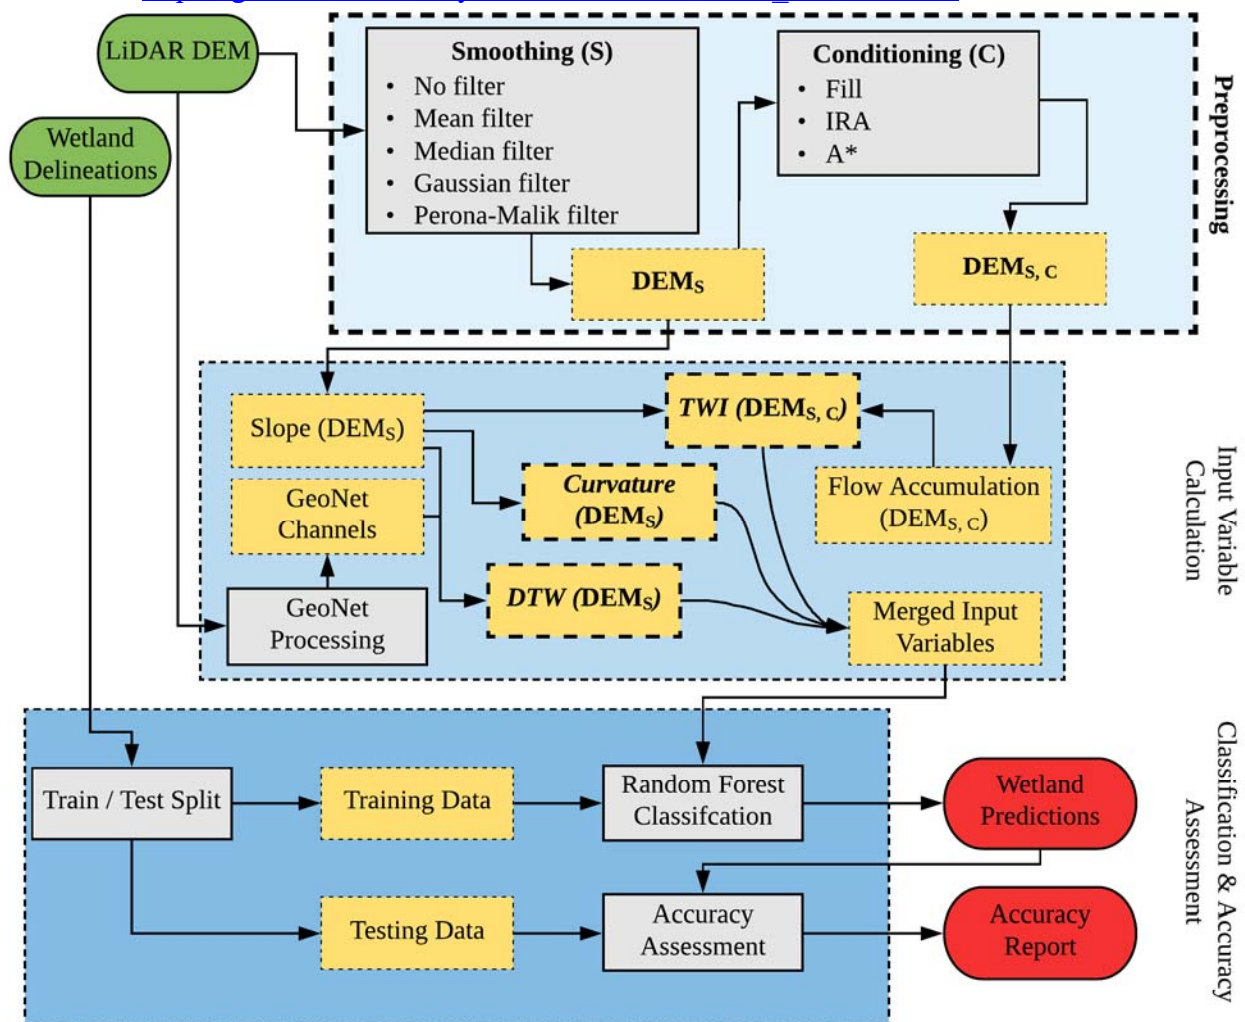 LiDAR DEM
Wetland
Delineations
Smoothing (S)
• No filter
• Mean filter
• Median filter
• Gaussian filter
• Perona-Malik filter
Conditioning (C)
• Fill
• IRA
• A*
DEMS
DEMS, C
Preprocessing
Slope (DEMS)
GeoNet
Channels
GeoNet
Processing
TWI (DEMS, C)
Curvature
(DEMS)
DTW (DEMS)
Flow Accumulation
(DEMS, C)
Merged Input
Variables
Input Variable
Calculation
Train / Test Split
Training Data
Random Forest
Classifcation
Wetland
Predictions
Testing Data
Accuracy
Assessment
Accuracy
Report
Classification & Accuracy
Assessment